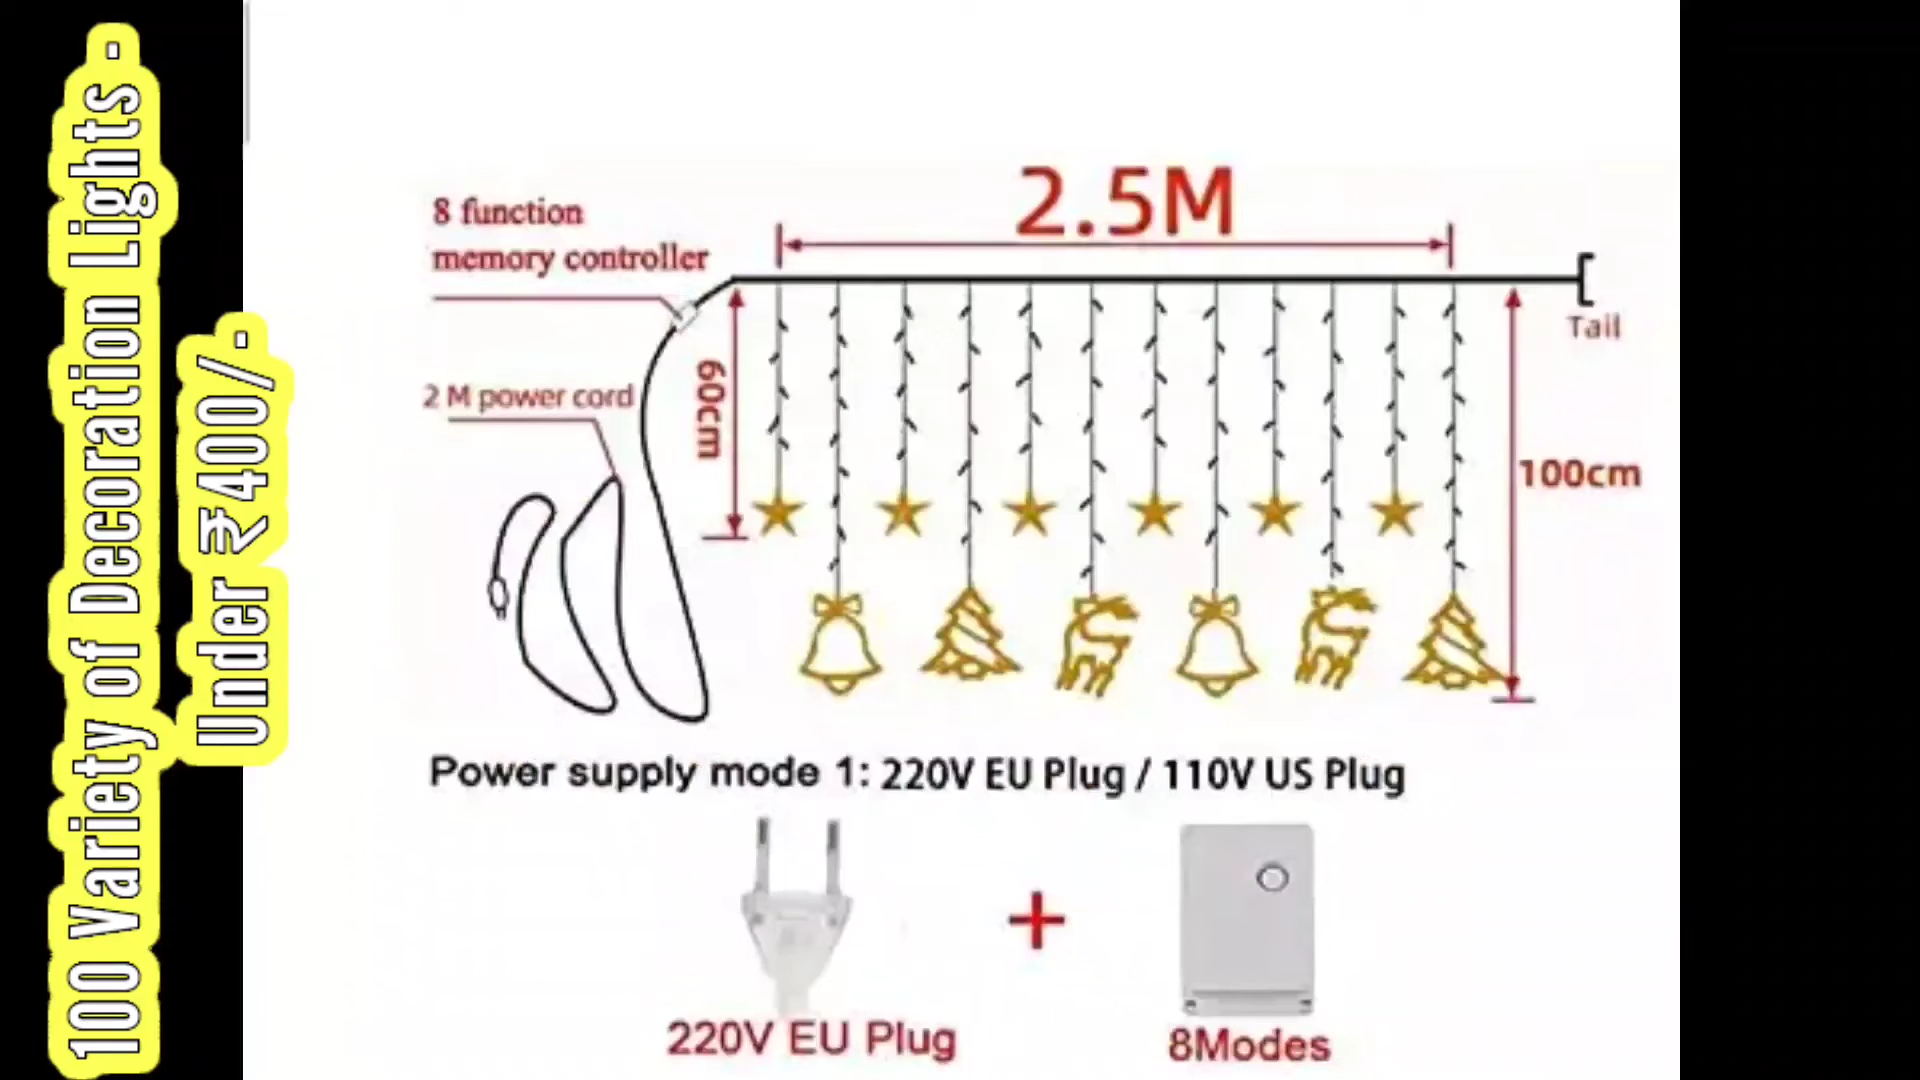 100 Variety of Decoration Lights -
Under ₹400/-
2.5M
8 function
memory controller
Tail
60cm
2 M power cord
100cm
Power supply mode 1: 220V EU Plug / 110V US Plug
220V EU Plug
8Modes